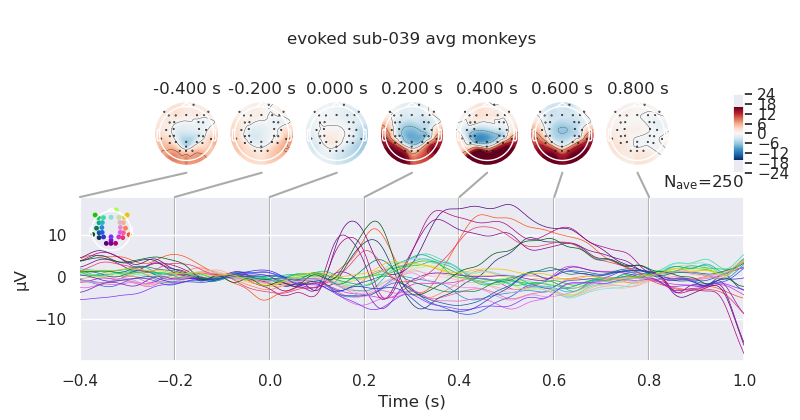 evoked sub-039 avg monkeys
-0.400 s -0.200 s 0.000 s 0.200 s 0.400 s 0.600 s 0.800 s
24
18
12
6
0
−6
−12
−18
−24
Nave=250
10
0
−10
μV
−0.4 −0.2 0.0 0.2 0.4 0.6 0.8 1.0
Time (s)